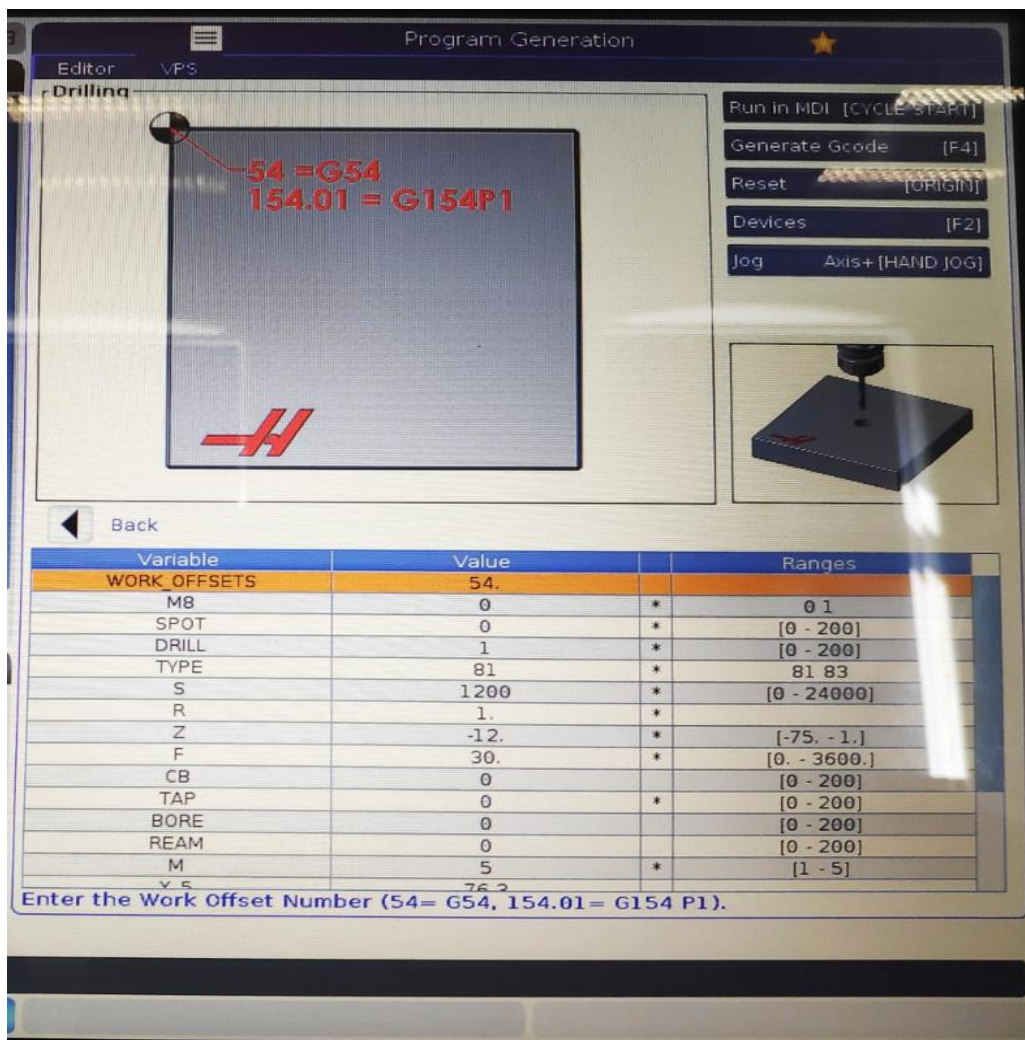 Program Generation
Editor VPS
Drilling
54 =G54
154.01 = G154P1
Run in MDI [CYCLE START]
Generate Gcode [F4]
Reset [ORIGIN]
Devices [F2]
Jog Axis+[HAND JOG]
Back
Variable Value Ranges
WORK_OFFSETS 54.
M8 0 * 0 1
SPOT 0 * [0 - 200]
DRILL 1 * [0 - 200]
TYPE 81 * 81 83
S 1200 * [0 - 24000]
R 1. *
Z -12. * [-75. - 1.]
F 30. * [0. - 3600.]
CB 0 [0 - 200]
TAP 0 * [0 - 200]
BORE 0 [0 - 200]
REAM 0 [0 - 200]
M 5 * [1 - 5]
76.2
Enter the Work Offset Number (54= G54, 154.01= G154 P1).